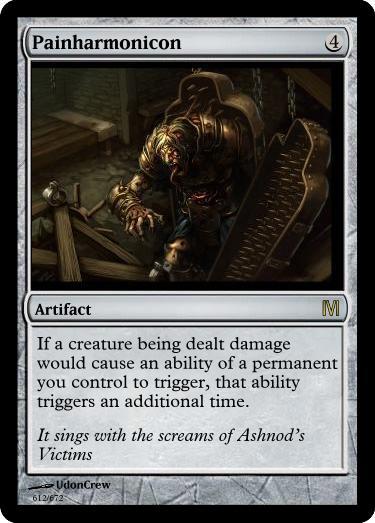 Painharmonicon 4
Artifact M
If a creature being dealt damage
would cause an ability of a permanent
you control to trigger, that ability
triggers an additional time.
It sings with the screams of Ashnod's
Victims
UdonCrew
612/672